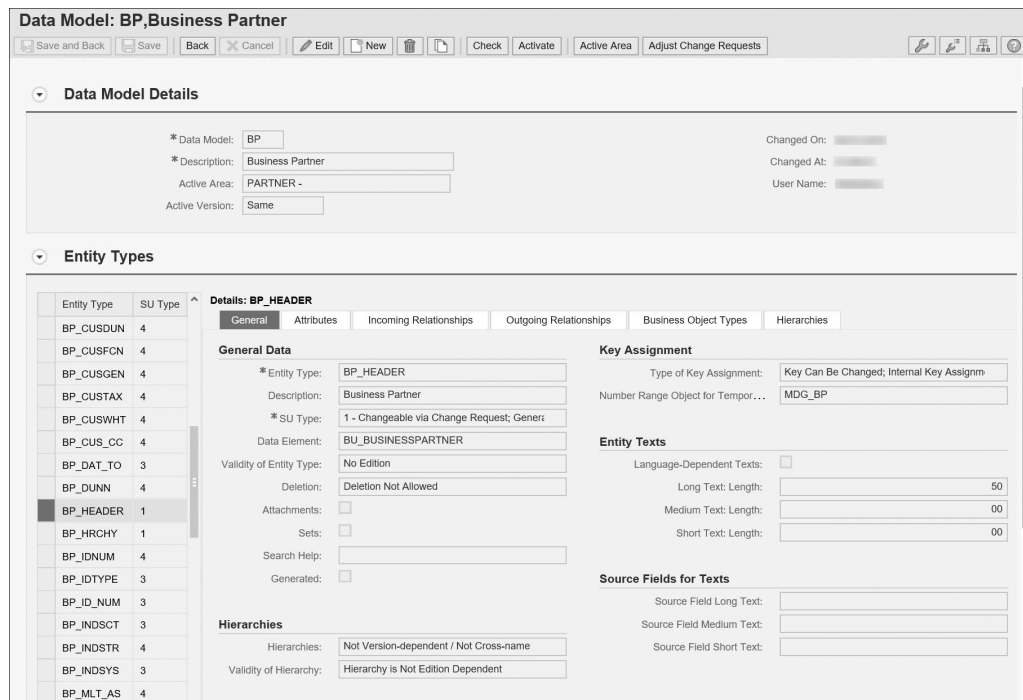 Data Model: BP,Business Partner
Save and Back Save Back Cancel Edit New Check Activate Active Area Adjust Change Requests
Data Model Details
* Data Model: BP
Changed On:
* Description: Business Partner
Changed At:
Active Area: PARTNER -
User Name:
Active Version: Same
Entity Types
Entity Type SU Type
BP_CUSDUN 4
BP_CUSFCN 4
BP_CUSGEN 4
BP_CUSTAX 4
BP_CUSWHT 4
BP_CUS_CC 4
BP_DAT_TO 3
BP_DUNN 4
BP_HEADER 1
BP_HRCHY 1
BP_IDNUM 4
BP_IDTYPE 3
BP_ID_NUM 3
BP_INDSCT 3
BP_INDSTR 4
BP_INDSYS 3
BP_MLT_AS 4
Details: BP_HEADER
General Attributes Incoming Relationships Outgoing Relationships Business Object Types Hierarchies
General Data
* Entity Type: BP_HEADER
Description: Business Partner
* SU Type: 1 - Changeable via Change Request; Genera
Data Element: BU_BUSINESSPARTNER
Validity of Entity Type: No Edition
Deletion: Deletion Not Allowed
Attachments:
Sets:
Search Help:
Generated:
Hierarchies
Hierarchies: Not Version-dependent / Not Cross-name
Validity of Hierarchy: Hierarchy is Not Edition Dependent
Key Assignment
Type of Key Assignment: Key Can Be Changed; Internal Key Assignm
Number Range Object for Tempor... MDG_BP
Entity Texts
Language-Dependent Texts:
Long Text: Length: 50
Medium Text: Length: 00
Short Text: Length: 00
Source Fields for Texts
Source Field Long Text:
Source Field Medium Text:
Source Field Short Text: